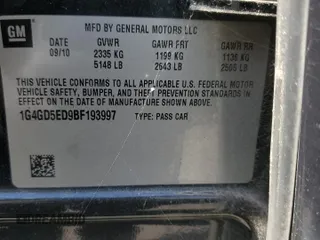 GM
MFD BY GENERAL MOTORS LLC
DATE GVWR GAWR FRT GAWR RR
09/10 2335 KG 1199 KG 1136 KG
5148 LB 2643 LB 2505 LB
THIS VEHICLE CONFORMS TO ALL APPLICABLE U.S. FEDERAL MOTOR
VEHICLE SAFETY, BUMPER, AND THEFT PREVENTION STANDARDS
IN EFFECT ON THE DATE OF MANUFACTURE SHOWN ABOVE.
1G4GD5ED9BF193997 TYPE: PASS CAR